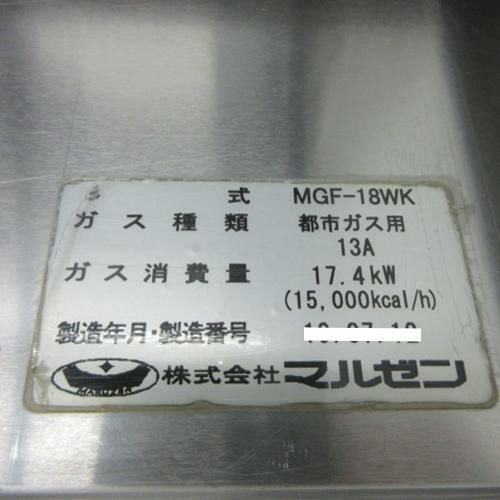 式 MGF-18WK
ガス種類 都市ガス用
13A
ガス消費量 17.4kW
(15,000kcal/h)
製造年月・製造番号
MARUZEN 株式会社マルゼン